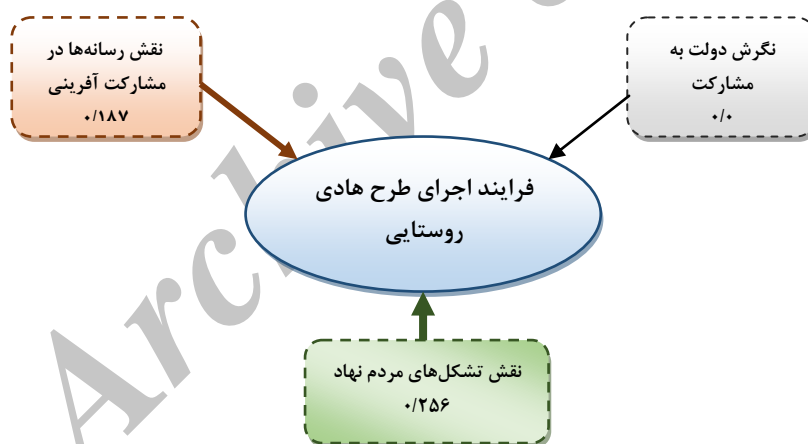 نقش رسانه‌ها در
مشارکت آفرینی
۰/۱۸۷
نگرش دولت به
مشارکت
۰/۰
فرایند اجرای طرح هادی
روستایی
نقش تشکل‌های مردم نهاد
۰/۲۵۶
Archive